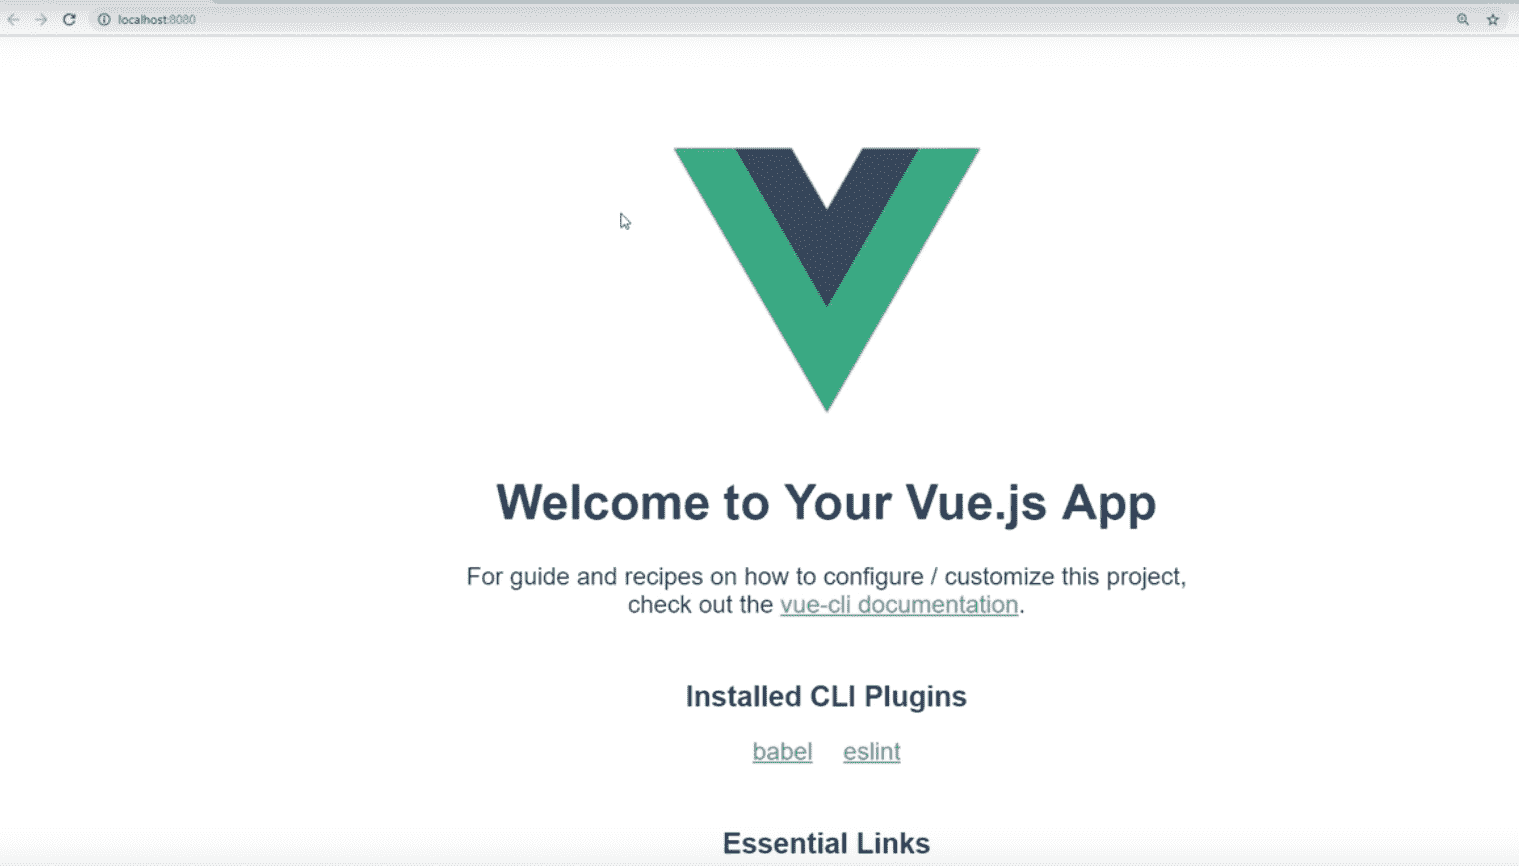 localhost:8080
Welcome to Your Vue.js App
For guide and recipes on how to configure / customize this project,
check out the vue-cli documentation.
Installed CLI Plugins
babel eslint
Essential Links